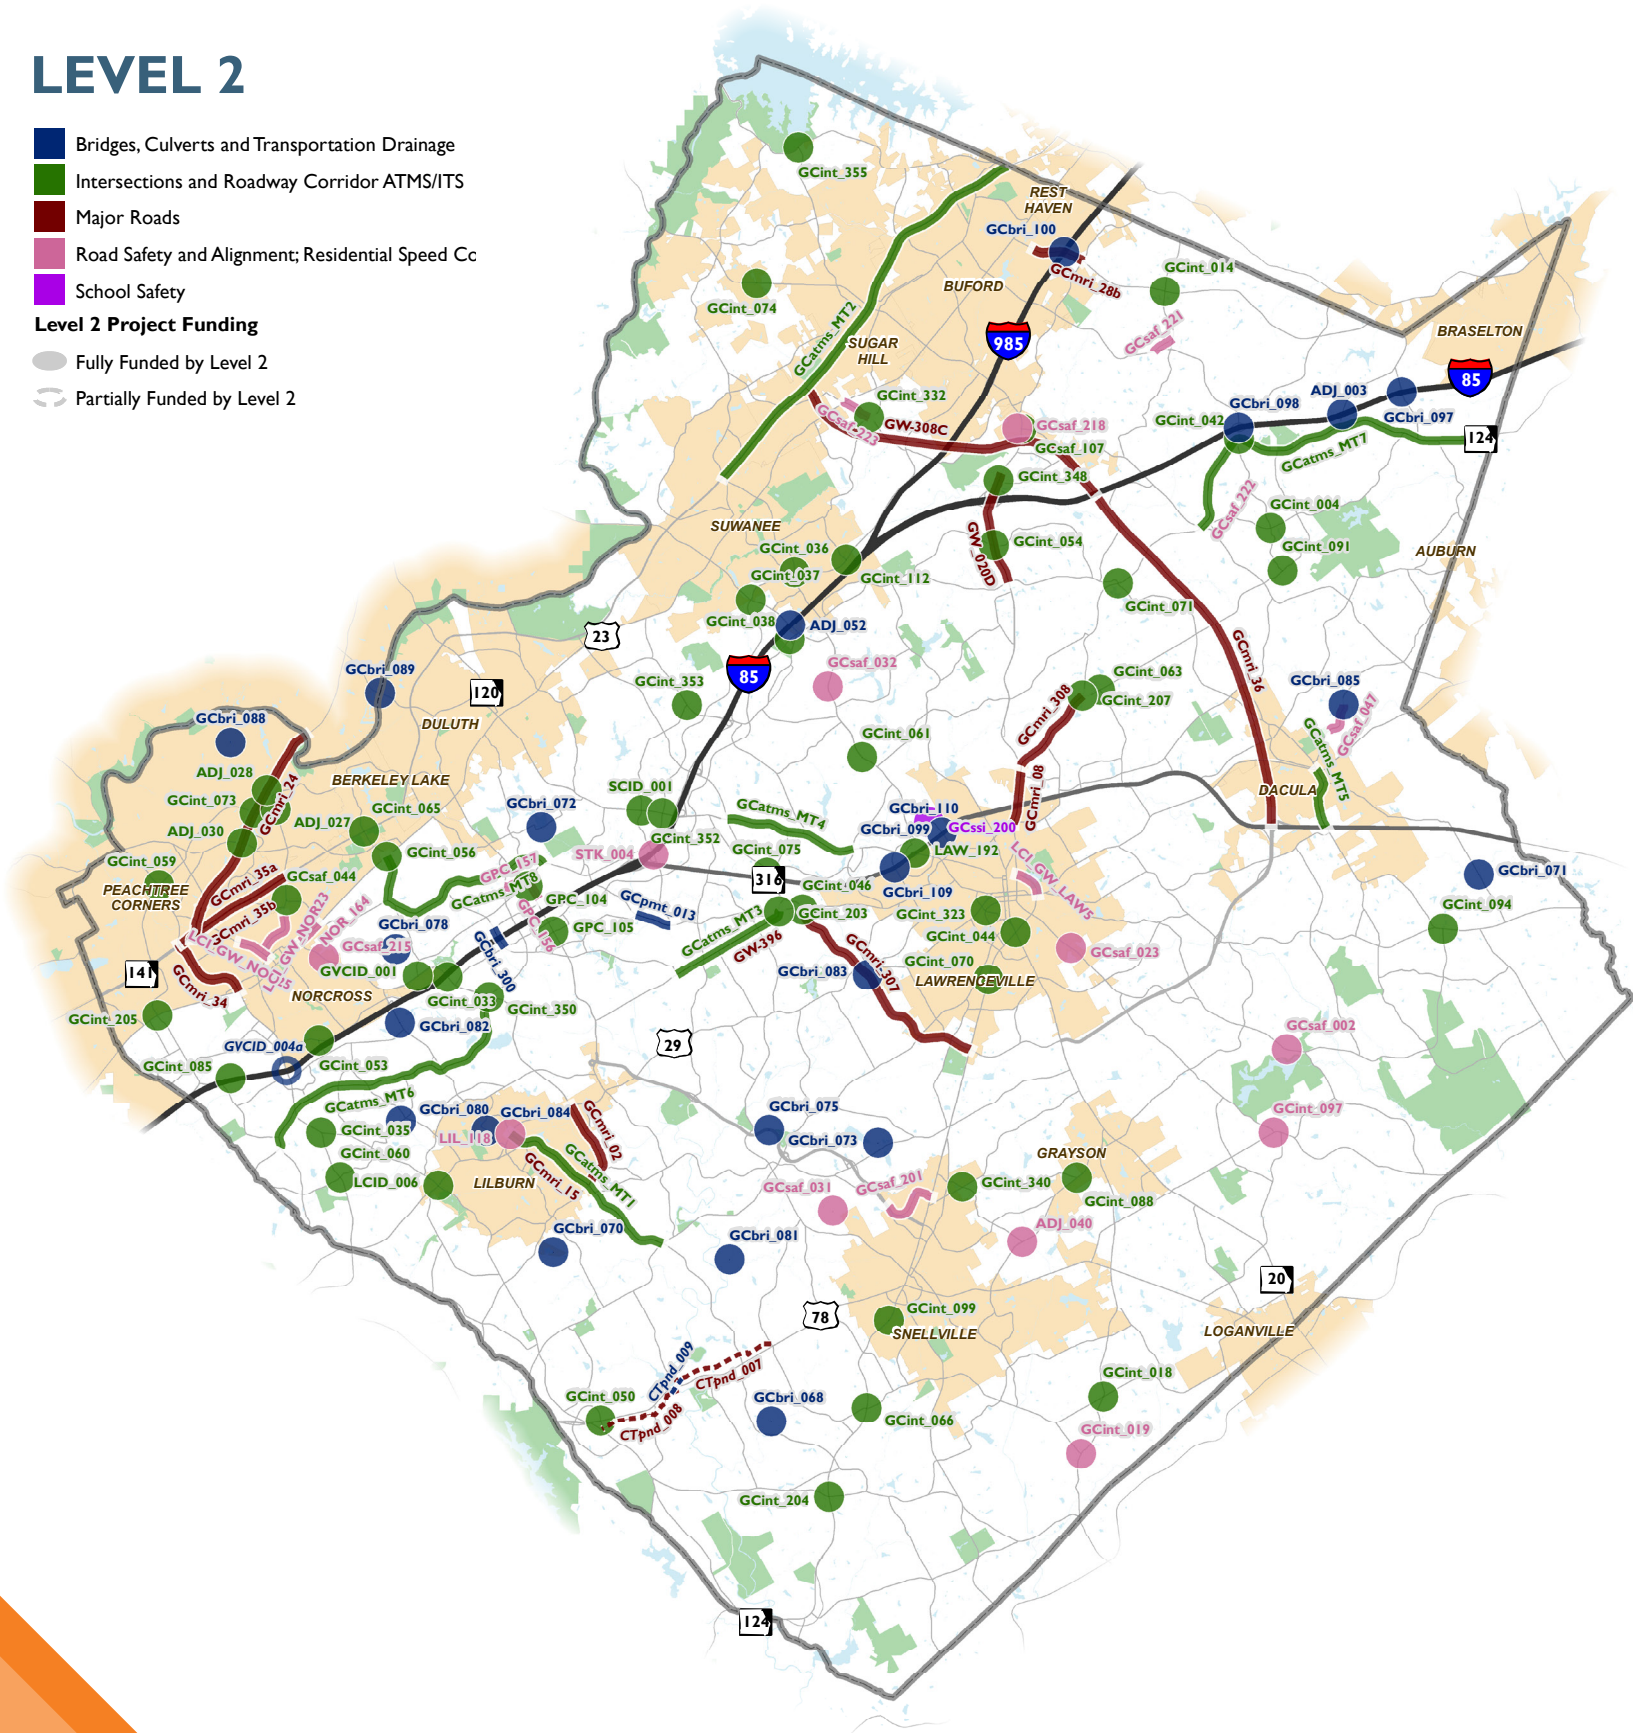 LEVEL 2
Bridges, Culverts and Transportation Drainage
Intersections and Roadway Corridor ATMS/ITS
Major Roads
Road Safety and Alignment; Residential Speed Co
School Safety
Level 2 Project Funding
Fully Funded by Level 2
Partially Funded by Level 2
GCint_355
REST
HAVEN
GCbri_100
GCmri_28b
GCint_014
BUFORD
GCint_074
GCatms_MT2
SUGAR
HILL
985
GCsaf_221
BRASELTON
85
ADJ_003
GCbri_098
GCbri_097
GCint_042
124
GCatms_MT7
GCint_332
GCsaf_223
GW-308C
GCsaf_218
GCsaf_107
GCint_348
GCsaf_222
GCint_004
SUWANEE
GCint_036
GCint_037
GCint_112
GW_020D
GCint_054
GCint_091
AUBURN
GCint_071
GCint_038
ADJ_052
23
GCmri_36
GCbri_089
85
GCsaf_032
GCint_353
GCint_063
GCint_207
GCmri_308
GCbri_085
GCsaf_047
120
DULUTH
GCbri_088
GCint_061
GCatms_MT5
ADJ_028
BERKELEY LAKE
GCint_073
GCmri_24
SCID_001
GCmri_08
DACULA
GCint_065
GCbri_072
GCatms_MT4
GCbri_110
ADJ_030
ADJ_027
GCint_352
GCbri_099
GCssi_200
GCint_056
STK_004
GCint_075
LAW_192
GCint_059
GPC_157
316
LCI_GW_LAW5
GCbri_071
PEACHTREE
CORNERS
GCmri_35a
GCsaf_044
GCatms_MT8
GPC_104
GCpmt_013
GCint_046
GCbri_109
GCmri_35b
NOR_164
GPC_156
GCatms_MT3
GCint_203
GCint_323
GCint_094
GCbri_078
GPC_105
GW-396
GCint_044
GCsaf_215
GCbri_300
GCmri-307
GCsaf_023
141
GCmri_34
GVCID_001
GCbri_083
GCint_070
LAWRENCEVILLE
NORCROSS
GCint_033
GCint_350
GCint_205
GCbri_082
GCsaf_002
GVCID_004a
29
GCint_085
GCint_053
GCatms_MT6
GCbri_080
GCbri_084
GCmri_02
GCbri_075
GCint_097
GCint_035
LIL_118
GCbri_073
GCint_060
GCatms_MT1
GRAYSON
LCID_006
LILBURN
GCmri_15
GCsaf_031
GCsaf_201
GCint_340
GCint_088
GCbri_070
GCbri_081
ADJ_040
20
78
GCint_099
SNELLVILLE
LOGANVILLE
CTpnd_009
CTpnd_007
GCint_050
CTpnd_008
GCbri_068
GCint_018
GCint_066
GCint_019
GCint_204
124